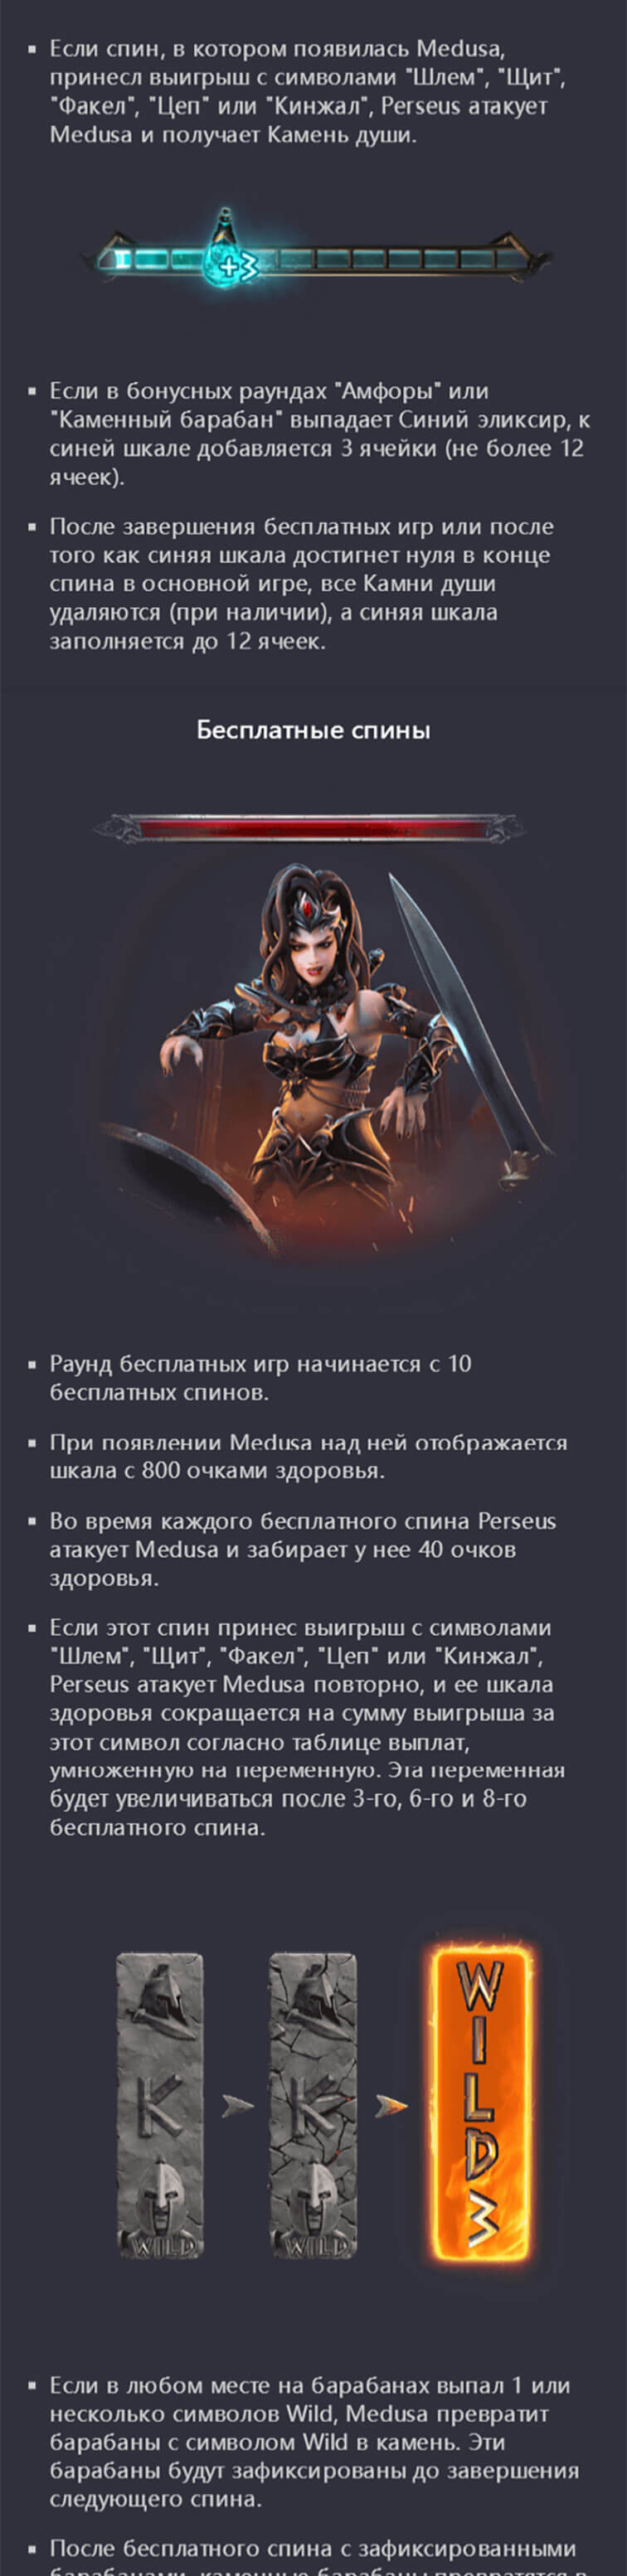 Если спин, в котором появилась Medusa,
принесл выигрыш с символами "Шлем", "Щит",
"Факел", "Цеп" или "Кинжал", Perseus атакует
Medusa и получает Камень души.
+3
Если в бонусных раундах "Амфоры" или
"Каменный барабан" выпадает Синий эликсир, к
синей шкале добавляется 3 ячейки (не более 12
ячеек).
После завершения бесплатных игр или после
того как синяя шкала достигнет нуля в конце
спина в основной игре, все Камни души
удаляются (при наличии), а синяя шкала
заполняется до 12 ячеек.
Бесплатные спины
Раунд бесплатных игр начинается с 10
бесплатных спинов.
При появлении Medusa над ней отображается
шкала с 800 очками здоровья.
Во время каждого бесплатного спина Perseus
атакует Medusa и забирает у нее 40 очков
здоровья.
Если этот спин принес выигрыш с символами
"Шлем", "Щит", "Факел", "Цеп" или "Кинжал",
Perseus атакует Medusa повторно, и ее шкала
здоровья сокращается на сумму выигрыша за
этот символ согласно таблице выплат,
умноженную на переменную. Эта переменная
будет увеличиваться после 3-го, 6-го и 8-го
бесплатного спина.
K
WILD
K
WILD
WILD3
Если в любом месте на барабанах выпал 1 или
несколько символов Wild, Medusa превратит
барабаны с символом Wild в камень. Эти
барабаны будут зафиксированы до завершения
следующего спина.
После бесплатного спина с зафиксированными
барабанами, каменные барабаны превратятся в